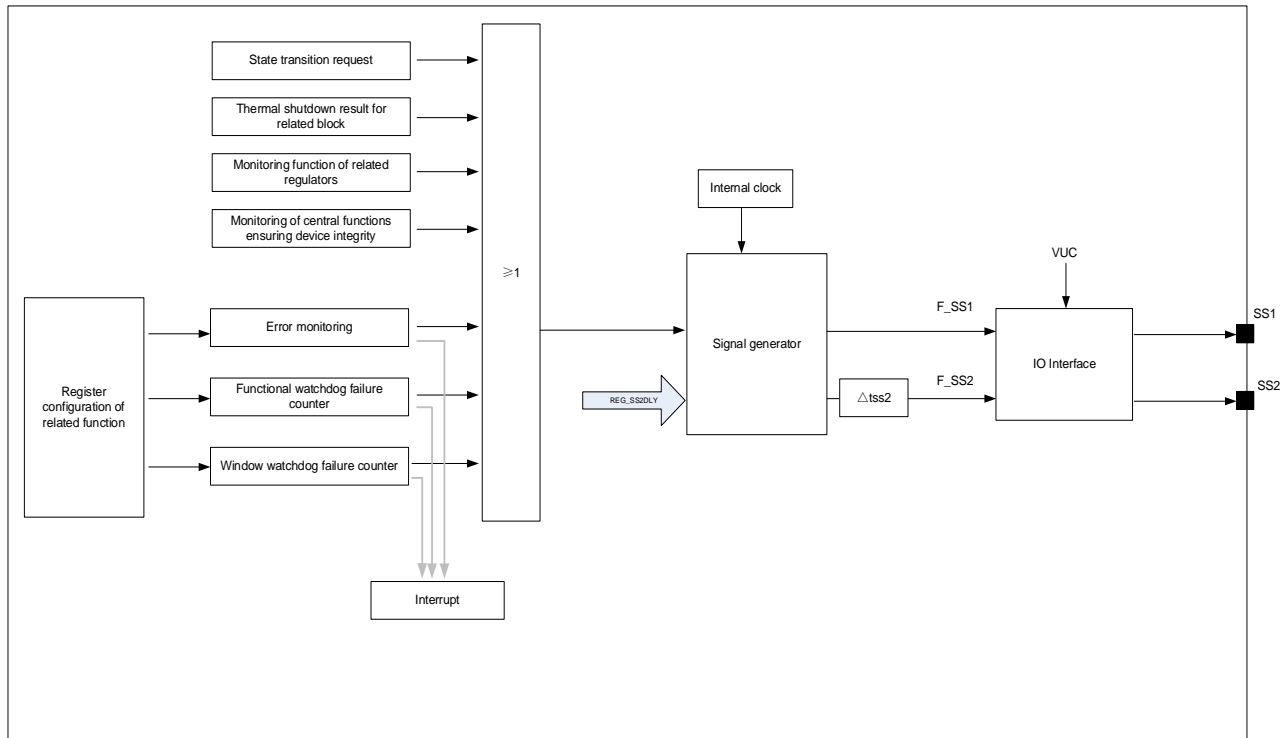 State transition request
Thermal shutdown result for
related block
Monitoring function of related
regulators
Monitoring of central functions
ensuring device integrity
Register
configuration of
related function
Error monitoring
Functional watchdog failure
counter
Window watchdog failure counter
Interrupt
≥1
Internal clock
Signal generator
REG_SS2DLY
△tss2
F_SS1
F_SS2
VUC
IO Interface
SS1
SS2